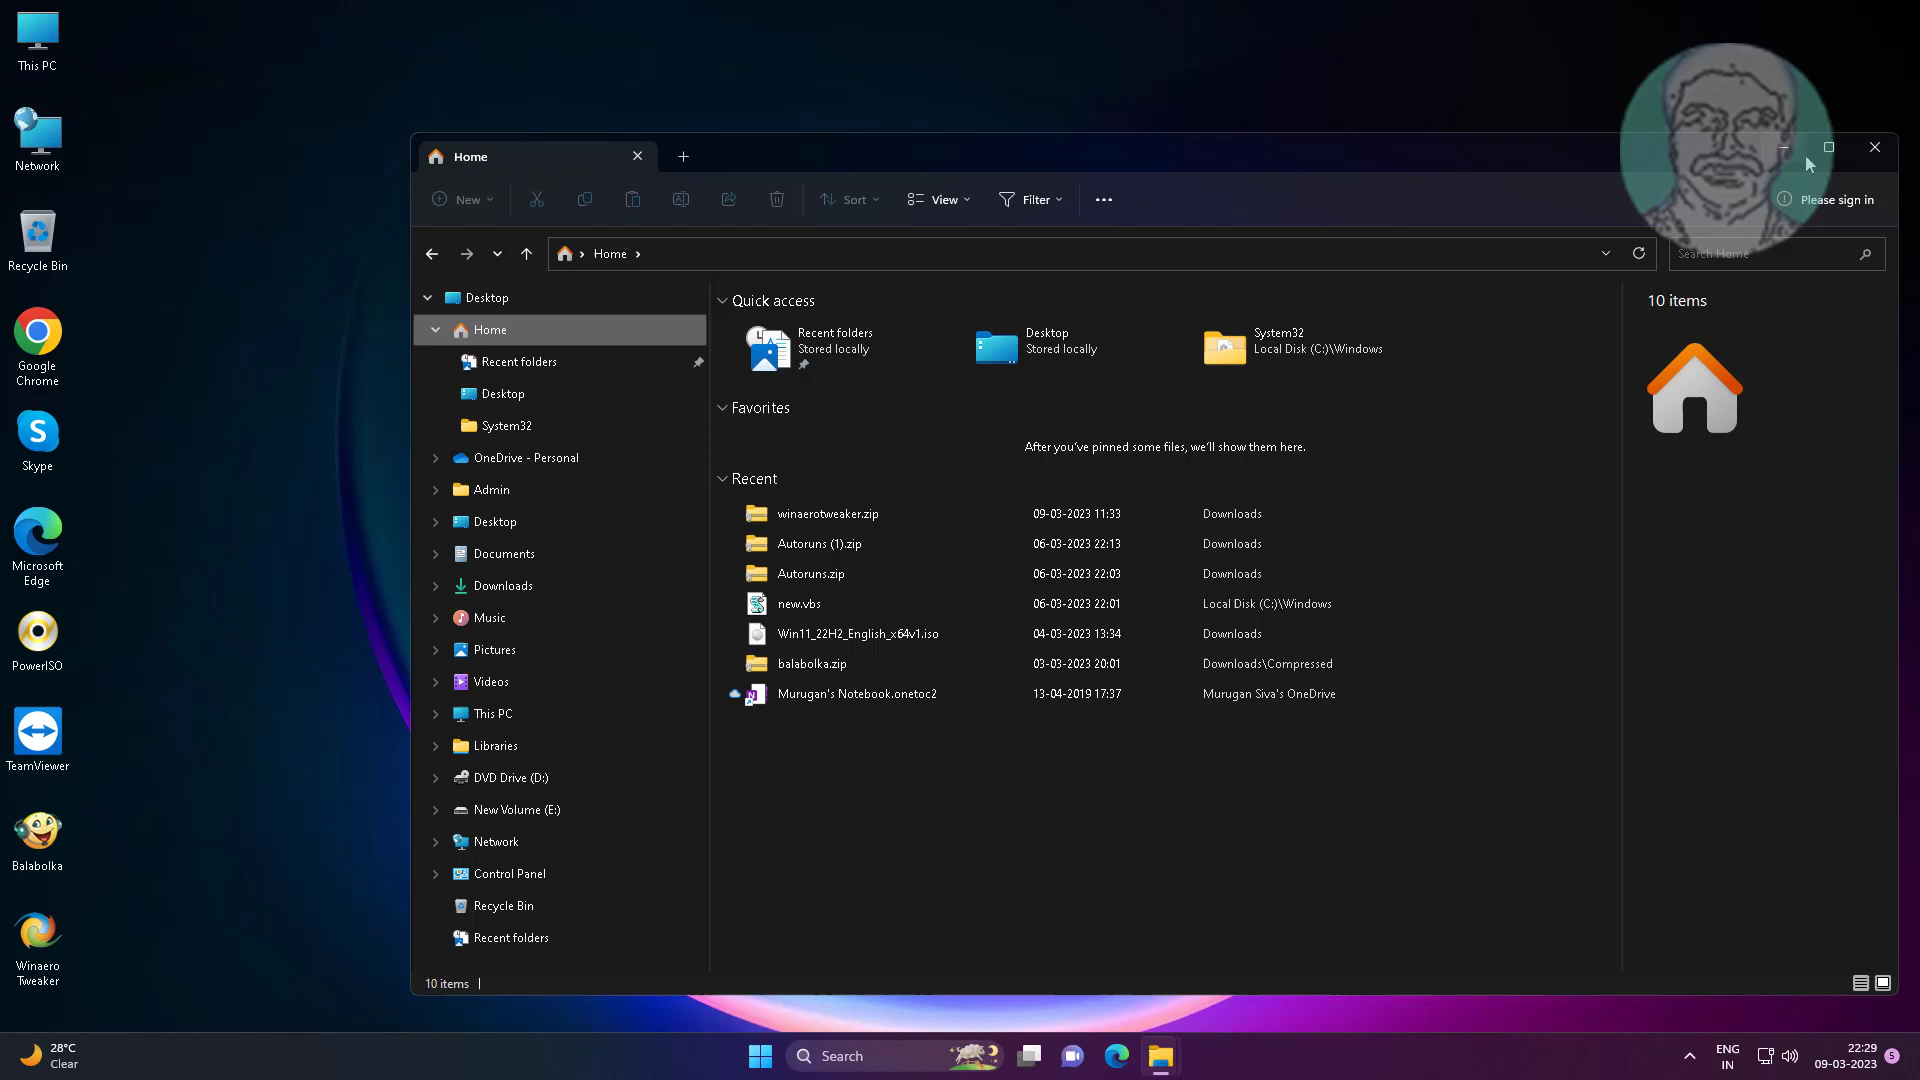 This PC
Network
Recycle Bin
Google
Chrome
Skype
Microsoft
Edge
PowerISO
TeamViewer
Balabolka
Winaero
Tweaker
Home
New
Sort
View
Filter
Please sign in
Home
Search Home
Desktop
Home
Recent folders
Desktop
System32
OneDrive - Personal
Admin
Desktop
Documents
Downloads
Music
Pictures
Videos
This PC
Libraries
DVD Drive (D:)
New Volume (E:)
Network
Control Panel
Recycle Bin
Recent folders
Quick access
Recent folders
Stored locally
Desktop
Stored locally
System32
Local Disk (C:)\Windows
Favorites
After you've pinned some files, we'll show them here.
Recent
winaerotweaker.zip 09-03-2023 11:33 Downloads
Autoruns (1).zip 06-03-2023 22:13 Downloads
Autoruns.zip 06-03-2023 22:03 Downloads
new.vbs 06-03-2023 22:01 Local Disk (C:)\Windows
Win11_22H2_English_x64v1.iso 04-03-2023 13:34 Downloads
balabolka.zip 03-03-2023 20:01 Downloads\Compressed
Murugan's Notebook.onetoc2 13-04-2019 17:37 Murugan Siva's OneDrive
10 items
10 items
28°C
Clear
Search
ENG
IN
22:29
09-03-2023
5